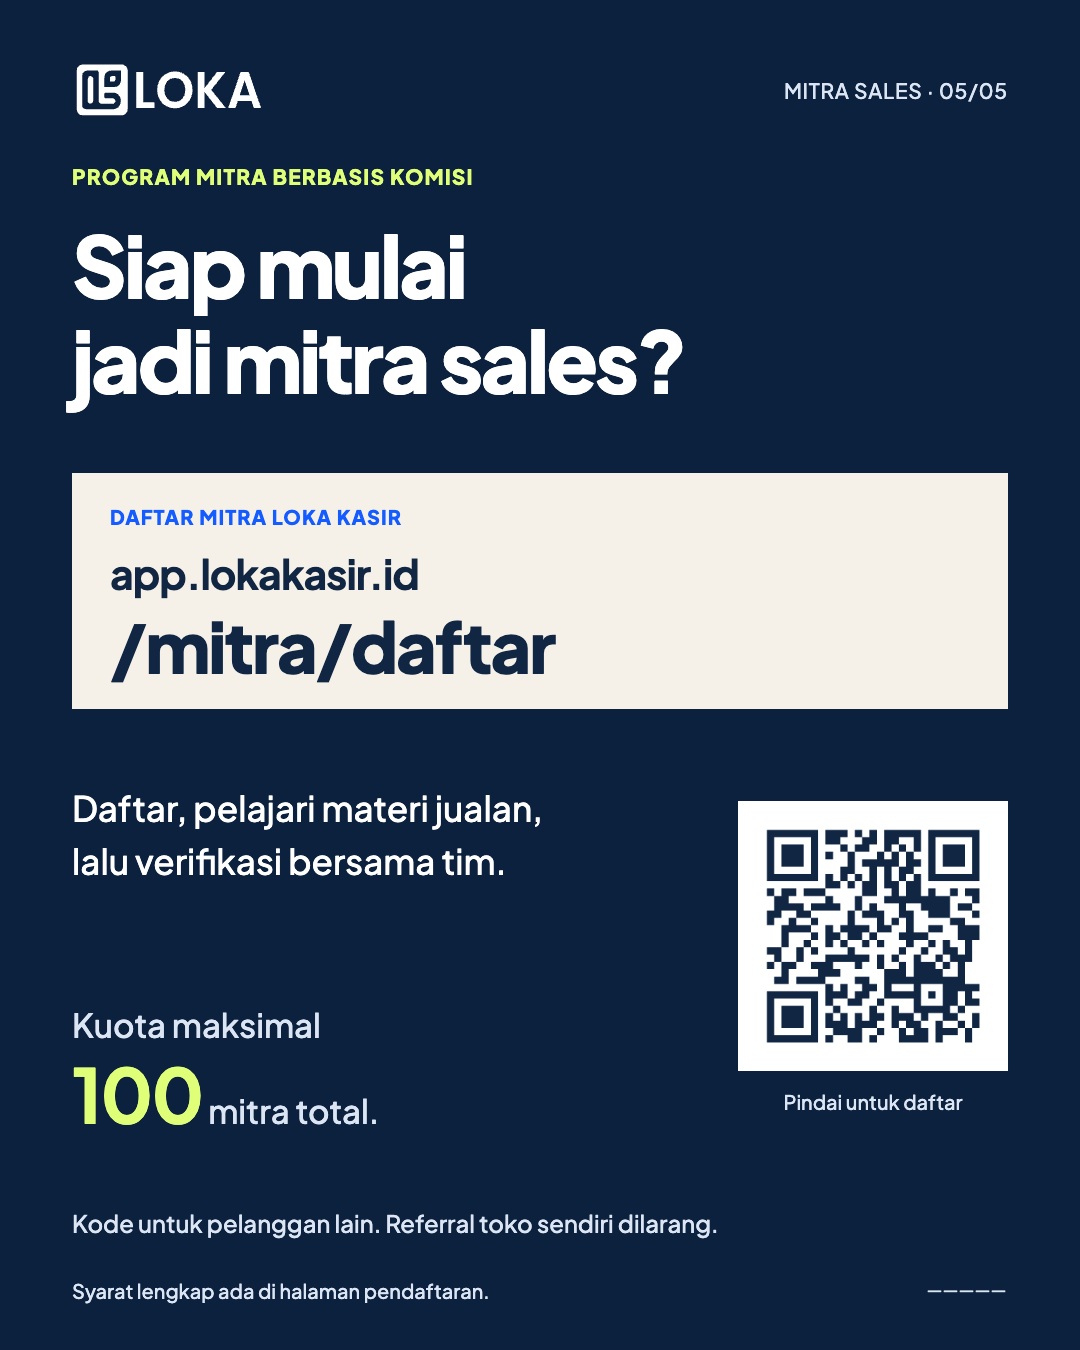 LOKA
MITRA SALES · 05/05
PROGRAM MITRA BERBASIS KOMISI
Siap mulai
jadi mitra sales?
DAFTAR MITRA LOKA KASIR
app.lokakasir.id
/mitra/daftar
Daftar, pelajari materi jualan,
lalu verifikasi bersama tim.
Kuota maksimal
100 mitra total.
Pindai untuk daftar
Kode untuk pelanggan lain. Referral toko sendiri dilarang.
Syarat lengkap ada di halaman pendaftaran.